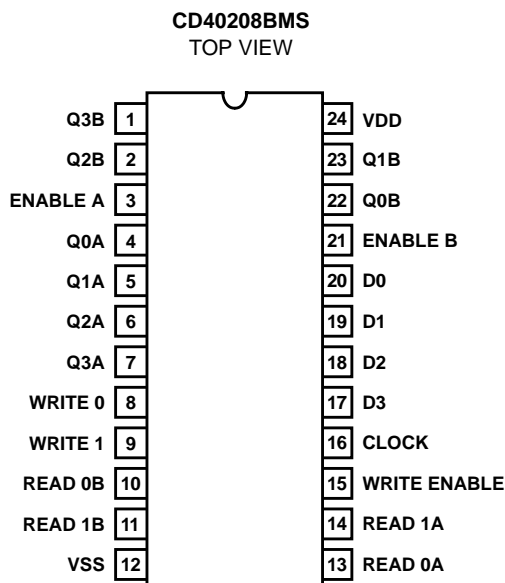 CD40208BMS
TOP VIEW
Q3B 1 24 VDD
Q2B 2 23 Q1B
ENABLE A 3 22 Q0B
Q0A 4 21 ENABLE B
Q1A 5 20 D0
Q2A 6 19 D1
Q3A 7 18 D2
WRITE 0 8 17 D3
WRITE 1 9 16 CLOCK
READ 0B 10 15 WRITE ENABLE
READ 1B 11 14 READ 1A
VSS 12 13 READ 0A